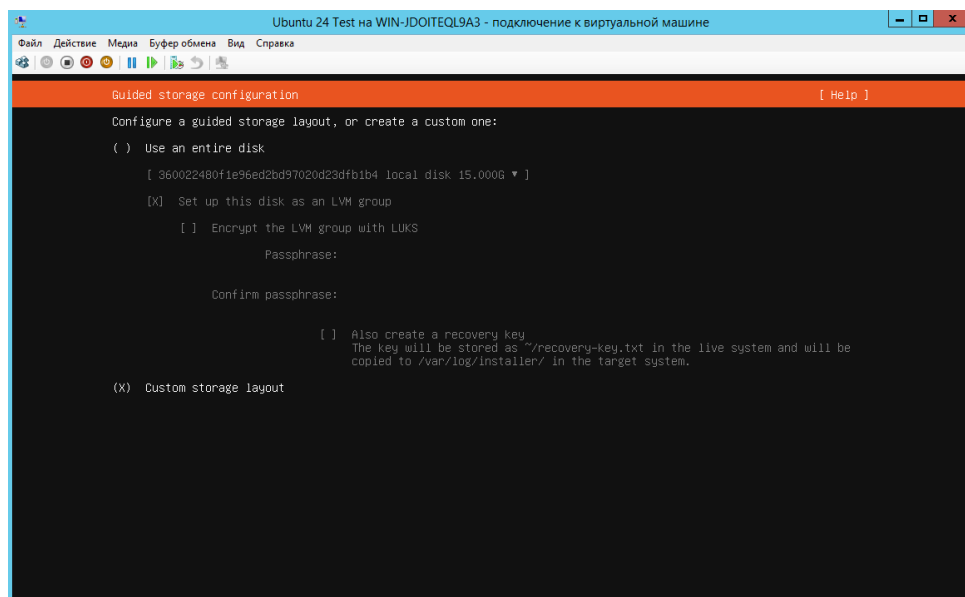 Ubuntu 24 Test на WIN-JDOITEQL9A3 - подключение к виртуальной машине
Файл Действие Медиа Буфер обмена Вид Справка
Guided storage configuration [ Help ]
Configure a guided storage layout, or create a custom one:
( ) Use an entire disk
[ 360022480f1e96ed2bd97020d23dfb1b4 local disk 15.000G ▾ ]
[X] Set up this disk as an LVM group
[ ] Encrypt the LVM group with LUKS
Passphrase:
Confirm passphrase:
[ ] Also create a recovery key
The key will be stored as ~/recovery-key.txt in the live system and will be
copied to /var/log/installer/ in the target system.
(X) Custom storage layout